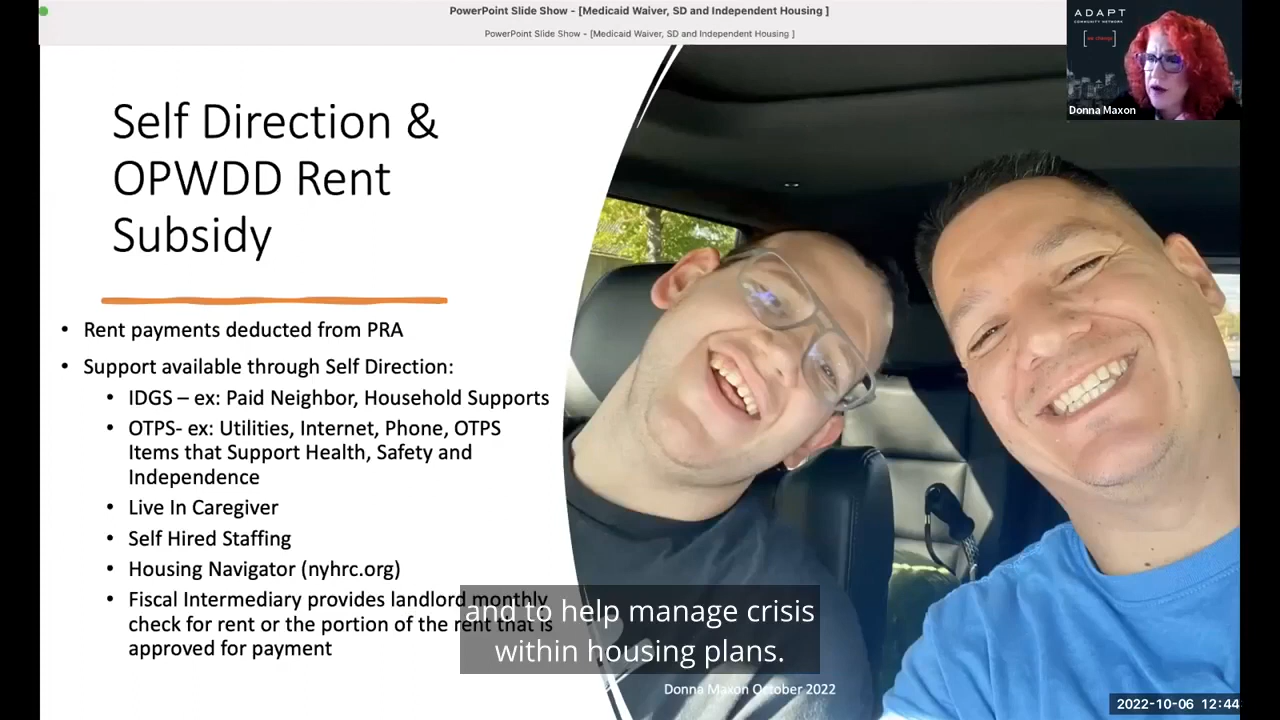 PowerPoint Slide Show - [Medicaid Waiver, SD and Independent Housing ]
PowerPoint Slide Show - [Medicaid Waiver, SD and Independent Housing ]
ADAPT
COMMUNITY NETWORK
we change
Donna Maxon
Self Direction &
OPWDD Rent
Subsidy
• Rent payments deducted from PRA
• Support available through Self Direction:
• IDGS – ex: Paid Neighbor, Household Supports
• OTPS- ex: Utilities, Internet, Phone, OTPS
Items that Support Health, Safety and
Independence
• Live In Caregiver
• Self Hired Staffing
• Housing Navigator (nyhrc.org)
• Fiscal Intermediary provides landlord monthly
check for rent or the portion of the rent that is
approved for payment
and to help manage crisis
within housing plans.
Donna Maxon October 2022
2022-10-06 12:44